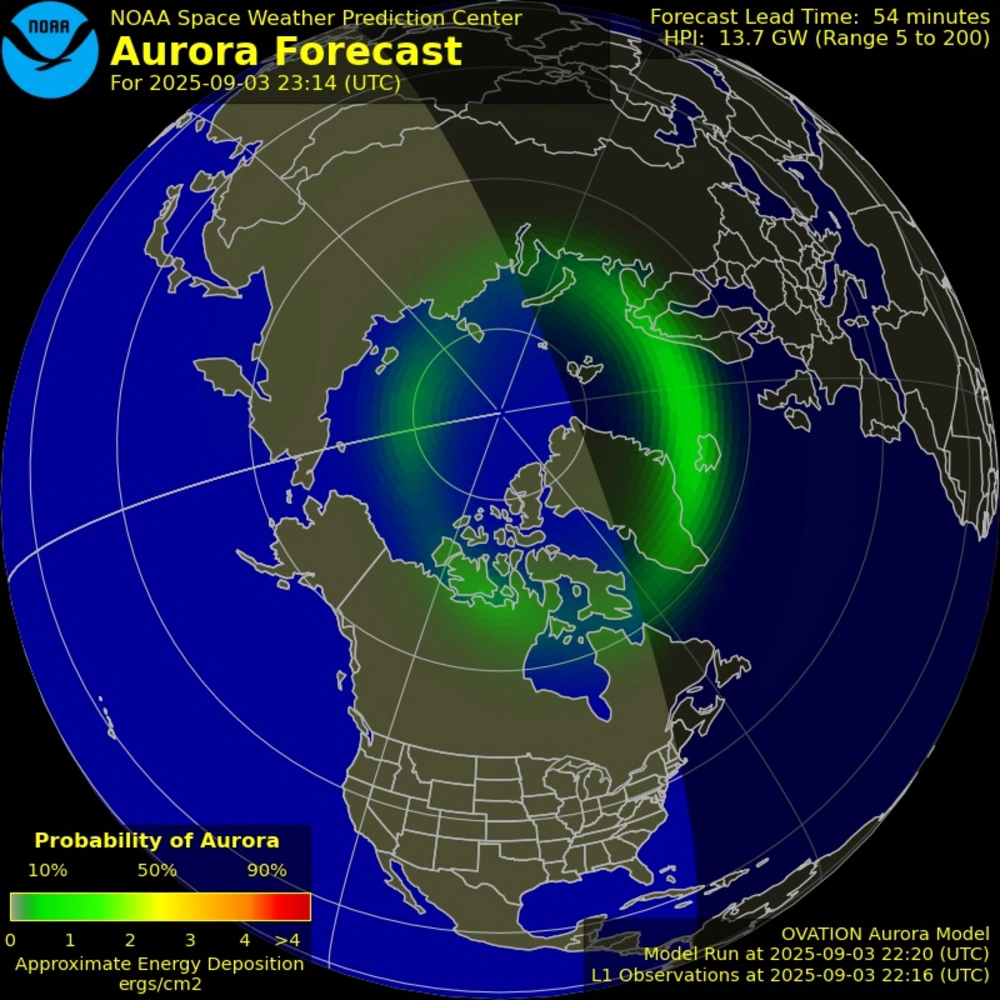 NOAA
NOAA Space Weather Prediction Center
Aurora Forecast
For 2025-09-03 23:14 (UTC)
Forecast Lead Time: 54 minutes
HPI: 13.7 GW (Range 5 to 200)
Probability of Aurora
10% 50% 90%
0 1 2 3 4 >4
Approximate Energy Deposition
ergs/cm2
OVATION Aurora Model
Model Run at 2025-09-03 22:20 (UTC)
L1 Observations at 2025-09-03 22:16 (UTC)